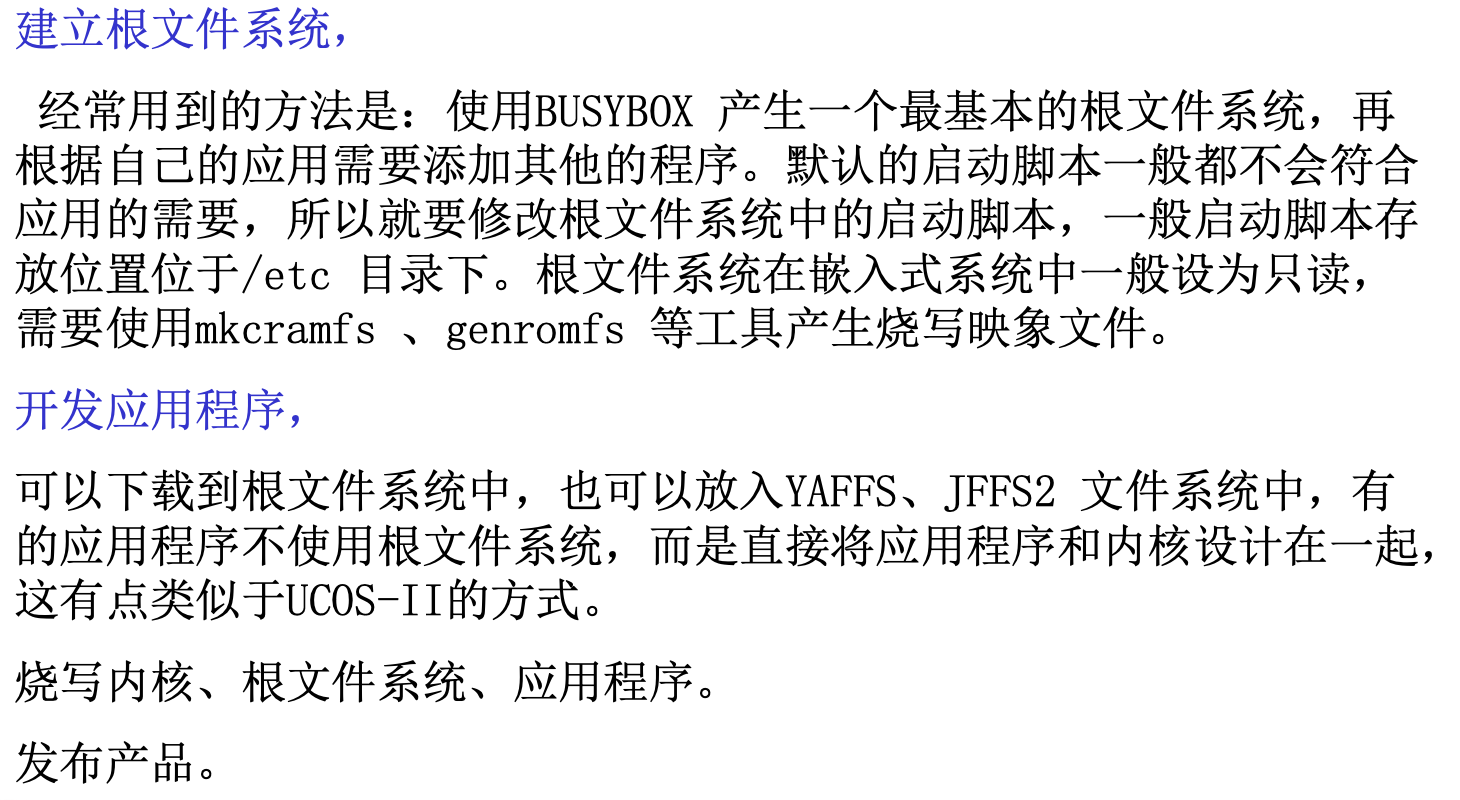 建立根文件系统，
经常用到的方法是：使用BUSYBOX 产生一个最基本的根文件系统，再
根据自己的应用需要添加其他的程序。默认的启动脚本一般都不会符合
应用的需要，所以就要修改根文件系统中的启动脚本，一般启动脚本存
放位置位于/etc 目录下。根文件系统在嵌入式系统中一般设为只读，
需要使用mkcramfs 、genromfs 等工具产生烧写映象文件。
开发应用程序，
可以下载到根文件系统中，也可以放入YAFFS、JFFS2 文件系统中，有
的应用程序不使用根文件系统，而是直接将应用程序和内核设计在一起，
这有点类似于UCOS-II的方式。
烧写内核、根文件系统、应用程序。
发布产品。